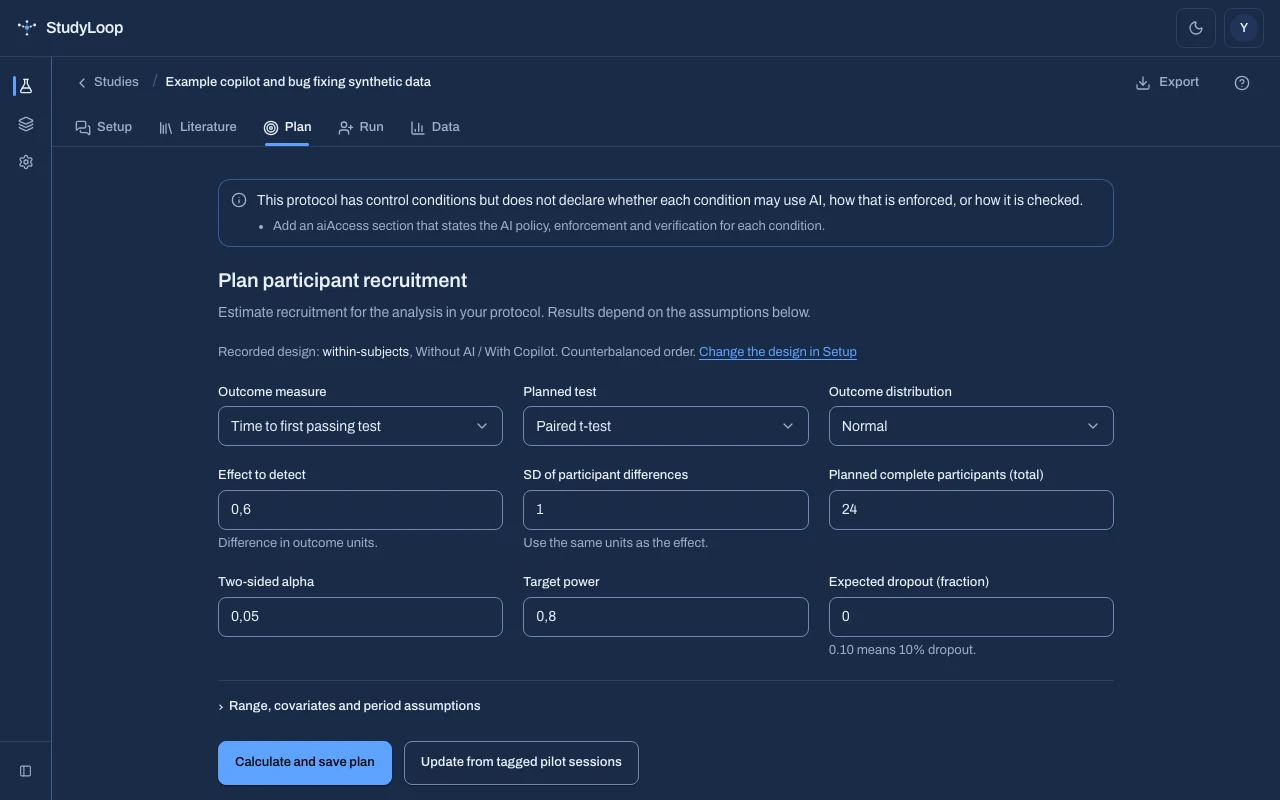 StudyLoop
Y
Studies / Example copilot and bug fixing synthetic data
Export
Setup
Literature
Plan
Run
Data
This protocol has control conditions but does not declare whether each condition may use AI, how that is enforced, or how it is checked.
• Add an aiAccess section that states the AI policy, enforcement and verification for each condition.
Plan participant recruitment
Estimate recruitment for the analysis in your protocol. Results depend on the assumptions below.
Recorded design: within-subjects, Without AI / With Copilot. Counterbalanced order. Change the design in Setup
Outcome measure
Time to first passing test
Planned test
Paired t-test
Outcome distribution
Normal
Effect to detect
0,6
Difference in outcome units.
SD of participant differences
1
Use the same units as the effect.
Planned complete participants (total)
24
Two-sided alpha
0,05
Target power
0,8
Expected dropout (fraction)
0
0.10 means 10% dropout.
Range, covariates and period assumptions
Calculate and save plan
Update from tagged pilot sessions